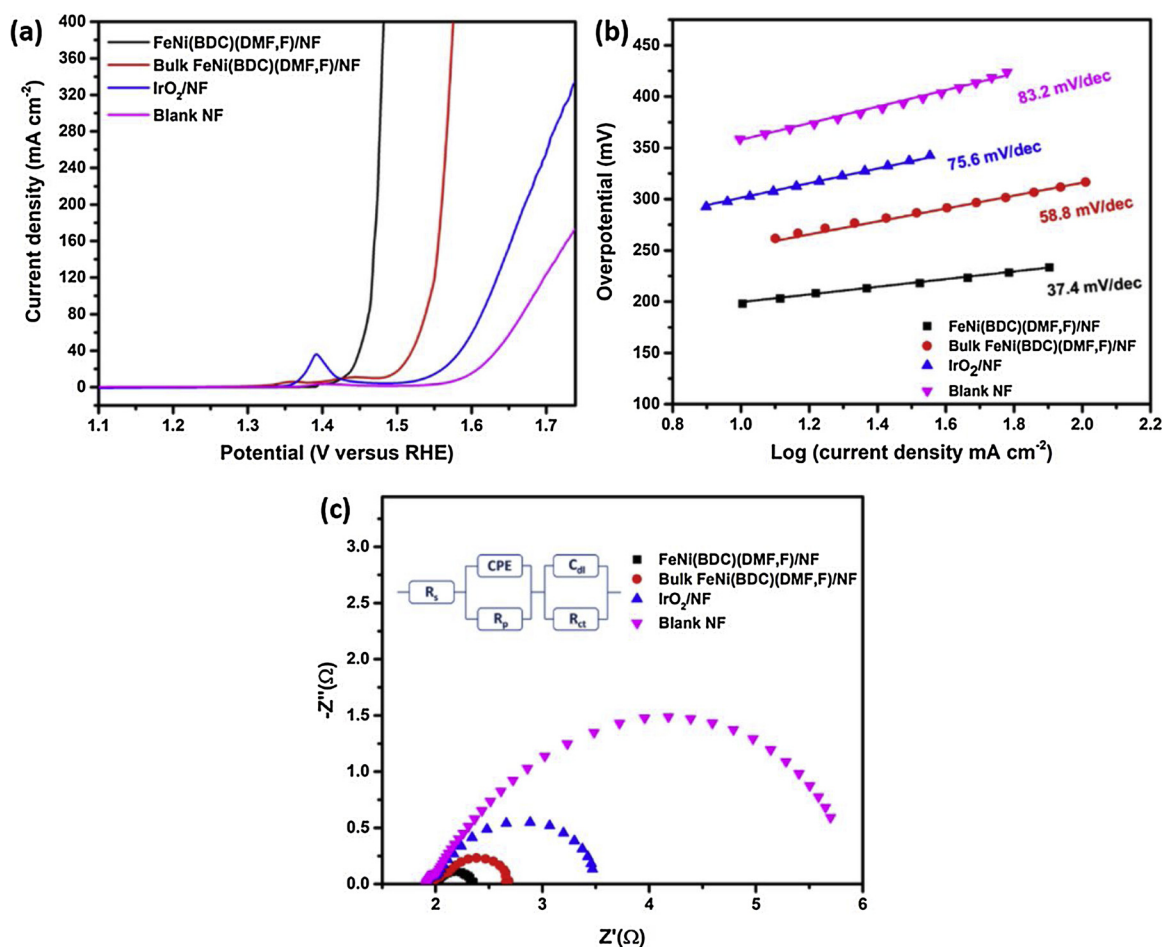 (a)
400
360
320
280
240
200
160
120
80
40
0
Current density (mA cm⁻²)
FeNi(BDC)(DMF,F)/NF
Bulk FeNi(BDC)(DMF,F)/NF
IrO₂/NF
Blank NF
1.1 1.2 1.3 1.4 1.5 1.6 1.7
Potential (V versus RHE)
(b)
450
400
350
300
250
200
150
100
Overpotential (mV)
83.2 mV/dec
75.6 mV/dec
58.8 mV/dec
37.4 mV/dec
FeNi(BDC)(DMF,F)/NF
Bulk FeNi(BDC)(DMF,F)/NF
IrO₂/NF
Blank NF
0.8 1.0 1.2 1.4 1.6 1.8 2.0 2.2
Log (current density mA cm⁻²)
(c)
3.0
2.5
2.0
1.5
1.0
0.5
0.0
-Z''(Ω)
CPE
C_dl
R_s
R_p
R_ct
FeNi(BDC)(DMF,F)/NF
Bulk FeNi(BDC)(DMF,F)/NF
IrO₂/NF
Blank NF
2 3 4 5 6
Z'(Ω)